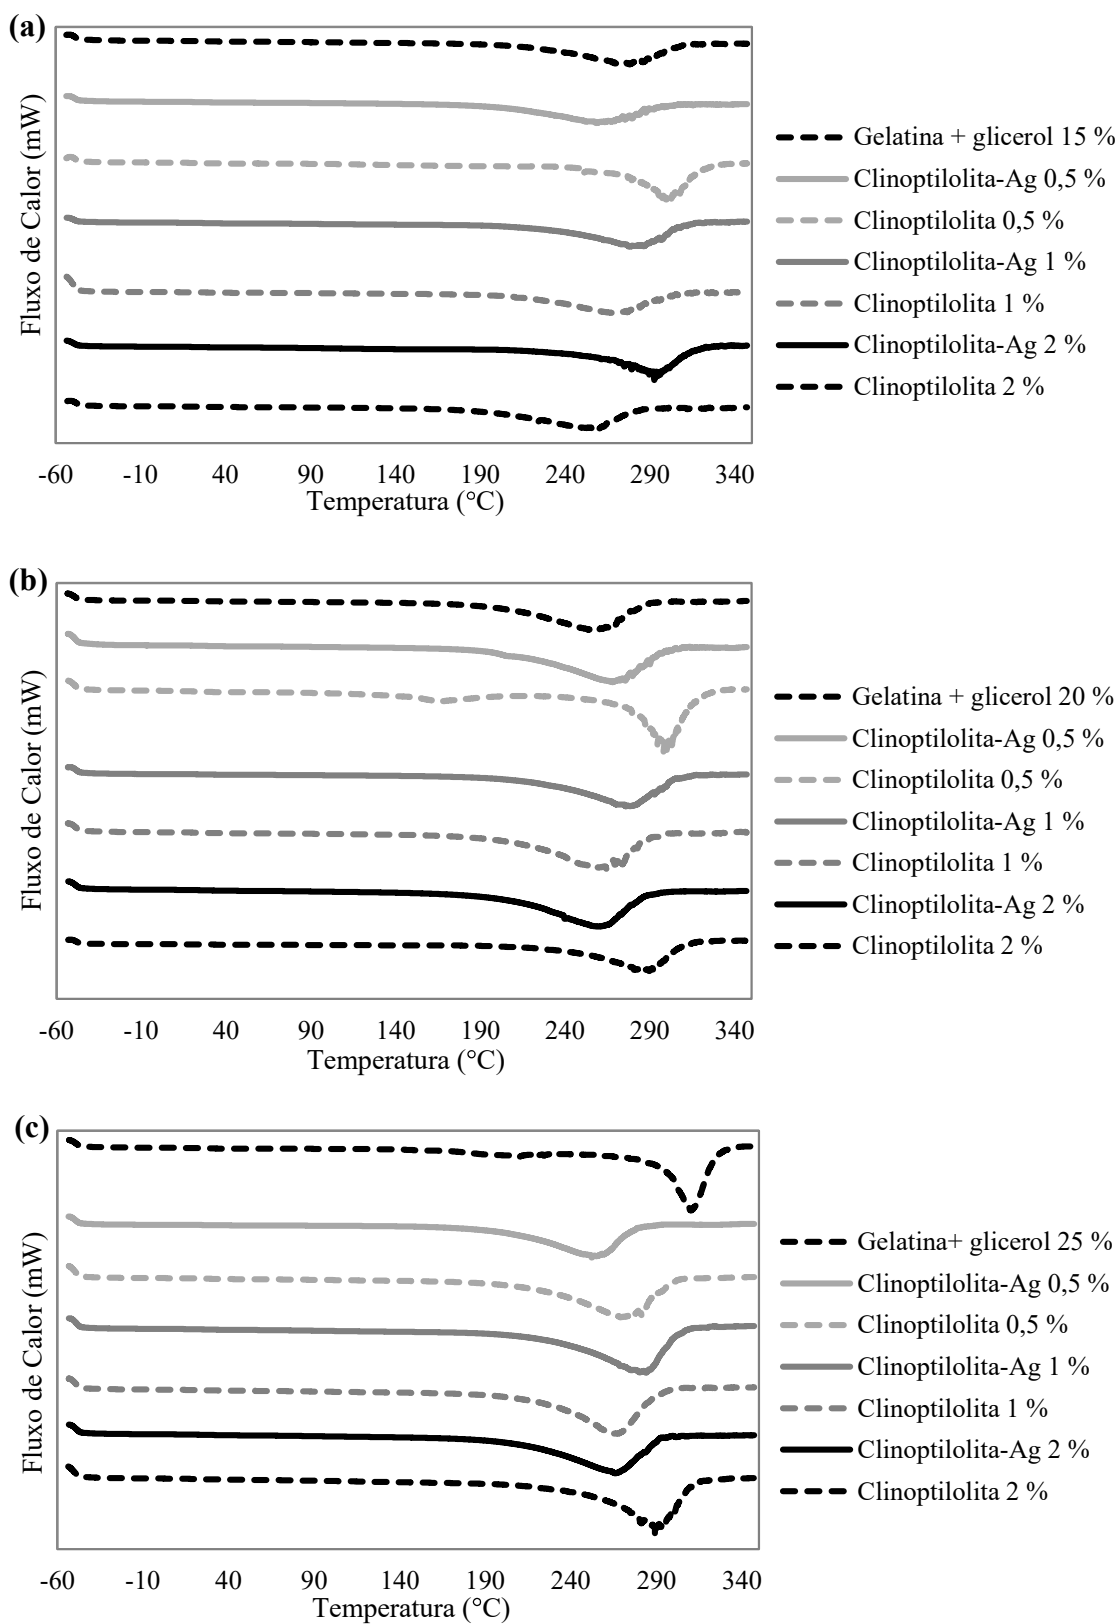 (a)
Fluxo de Calor (mW)
-60 -10 40 90 140 190 240 290 340
Temperatura (°C)
Gelatina + glicerol 15 %
Clinoptilolita-Ag 0,5 %
Clinoptilolita 0,5 %
Clinoptilolita-Ag 1 %
Clinoptilolita 1 %
Clinoptilolita-Ag 2 %
Clinoptilolita 2 %
(b)
Fluxo de Calor (mW)
-60 -10 40 90 140 190 240 290 340
Temperatura (°C)
Gelatina + glicerol 20 %
Clinoptilolita-Ag 0,5 %
Clinoptilolita 0,5 %
Clinoptilolita-Ag 1 %
Clinoptilolita 1 %
Clinoptilolita-Ag 2 %
Clinoptilolita 2 %
(c)
Fluxo de Calor (mW)
-60 -10 40 90 140 190 240 290 340
Temperatura (°C)
Gelatina+ glicerol 25 %
Clinoptilolita-Ag 0,5 %
Clinoptilolita 0,5 %
Clinoptilolita-Ag 1 %
Clinoptilolita 1 %
Clinoptilolita-Ag 2 %
Clinoptilolita 2 %